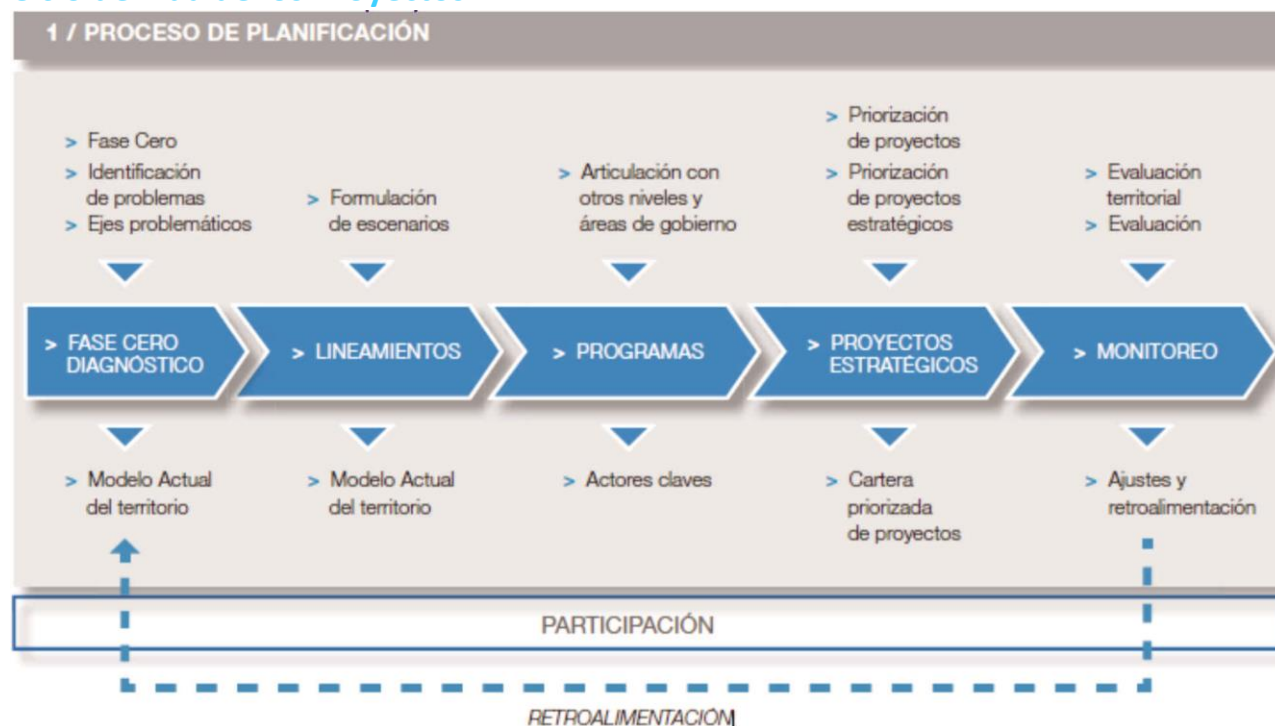 1 / PROCESO DE PLANIFICACIÓN
> Fase Cero
> Identificación
de problemas
> Ejes problemáticos
> Formulación
de escenarios
> Articulación con
otros niveles y
áreas de gobierno
> Priorización
de proyectos
> Priorización
de proyectos
estratégicos
> Evaluación
territorial
> Evaluación
> FASE CERO
DIAGNÓSTICO
> LINEAMIENTOS
> PROGRAMAS
> PROYECTOS
ESTRATÉGICOS
> MONITOREO
> Modelo Actual
del territorio
> Modelo Actual
del territorio
> Actores claves
> Cartera
priorizada
de proyectos
> Ajustes y
retroalimentación
PARTICIPACIÓN
RETROALIMENTACIÓN